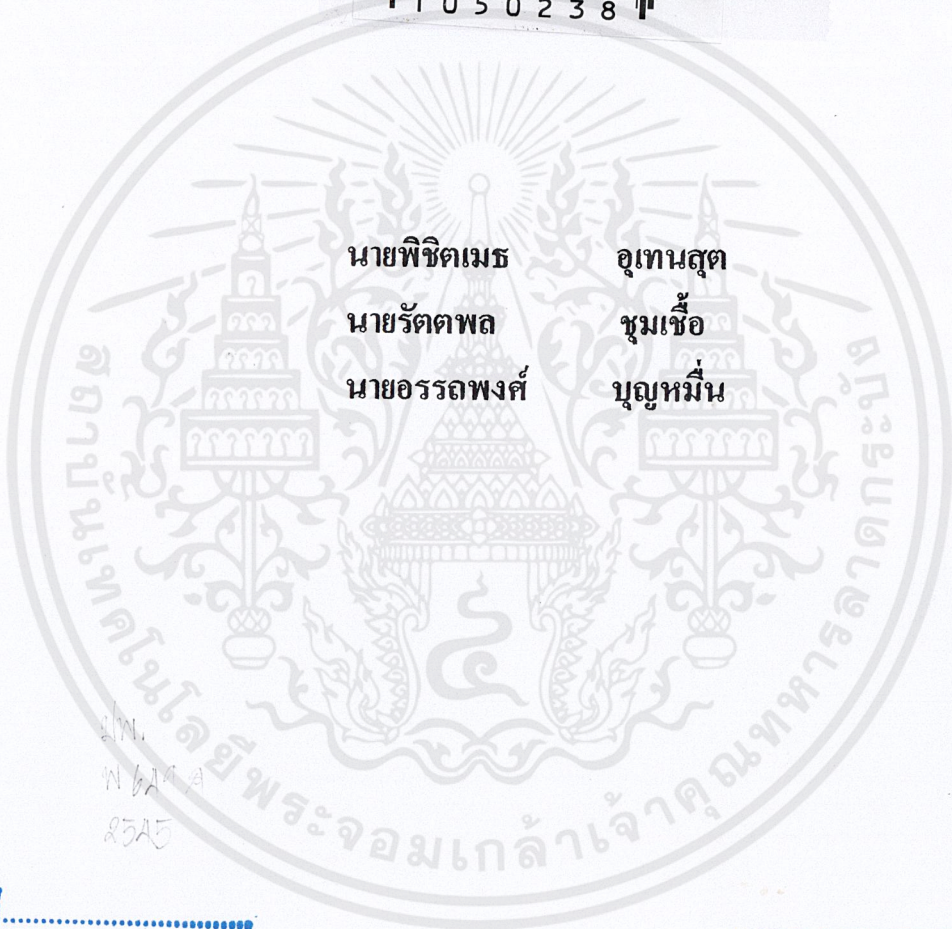 1050238
นายพิชิตเมธ อุเทนสุต
นายรัตตพล ชุมเชื้อ
นายอรรถพงศ์ บุญหมื่น
สถาบันเทคโนโลยีพระจอมเกล้าเจ้าคุณทหารลาดกระบัง
ปพ.
2545